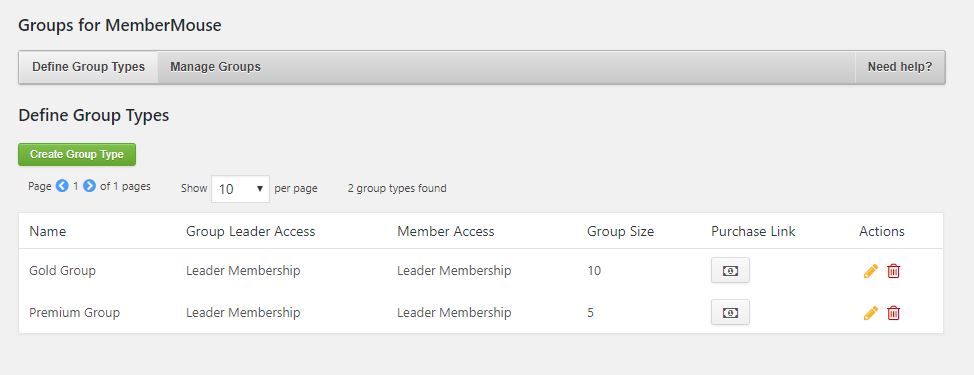 Groups for MemberMouse
Define Group Types Manage Groups Need help?
Define Group Types
Create Group Type
Page 1 of 1 pages Show 10 per page 2 group types found
Name Group Leader Access Member Access Group Size Purchase Link Actions
Gold Group Leader Membership Leader Membership 10
Premium Group Leader Membership Leader Membership 5